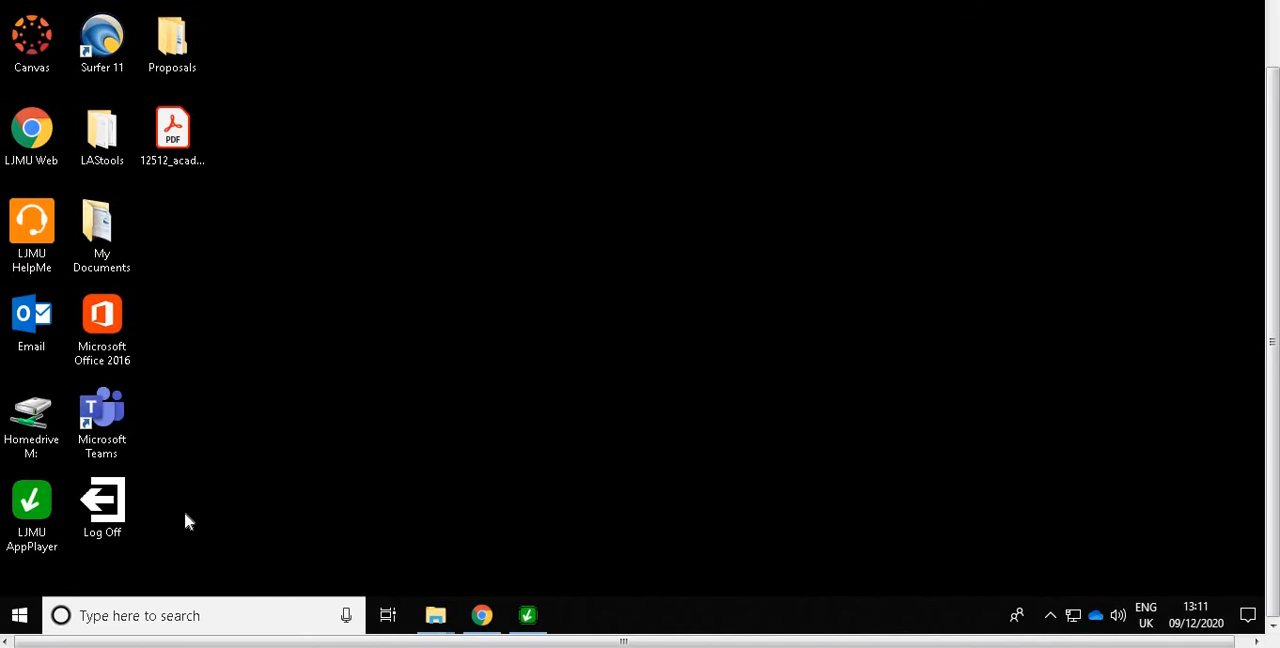 Canvas
Surfer 11
Proposals
LJMU Web
LAStools
PDF
12512_acad...
LJMU
HelpMe
My
Documents
Email
Microsoft
Office 2016
Homedrive
M:
T
Microsoft
Teams
LJMU
AppPlayer
Log Off
Type here to search
ENG
UK
13:11
09/12/2020